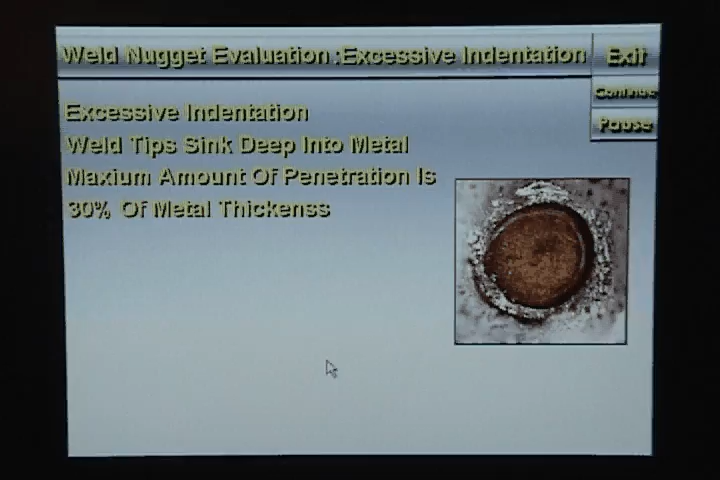 Weld Nugget Evaluation :Excessive Indentation
Exit
Continue
Pause
Excessive Indentation
Weld Tips Sink Deep Into Metal
Maxium Amount Of Penetration Is
30% Of Metal Thickenss